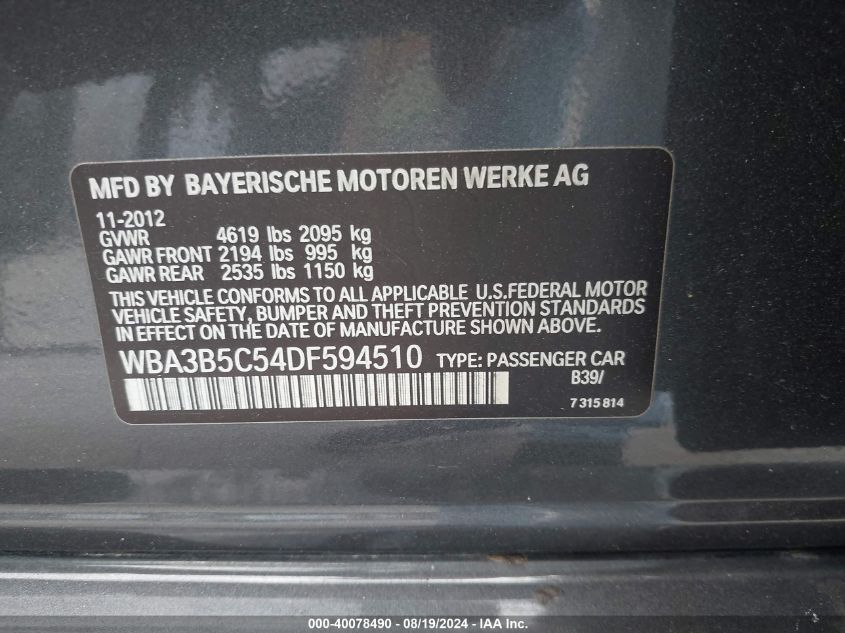 MFD BY BAYERISCHE MOTOREN WERKE AG
11-2012
GVWR 4619 lbs 2095 kg
GAWR FRONT 2194 lbs 995 kg
GAWR REAR 2535 lbs 1150 kg
THIS VEHICLE CONFORMS TO ALL APPLICABLE U.S.FEDERAL MOTOR
VEHICLE SAFETY, BUMPER AND THEFT PREVENTION STANDARDS
IN EFFECT ON THE DATE OF MANUFACTURE SHOWN ABOVE.
WBA3B5C54DF594510 TYPE: PASSENGER CAR
B39/
7 315 814
000-40078490 - 08/19/2024 - IAAI.com